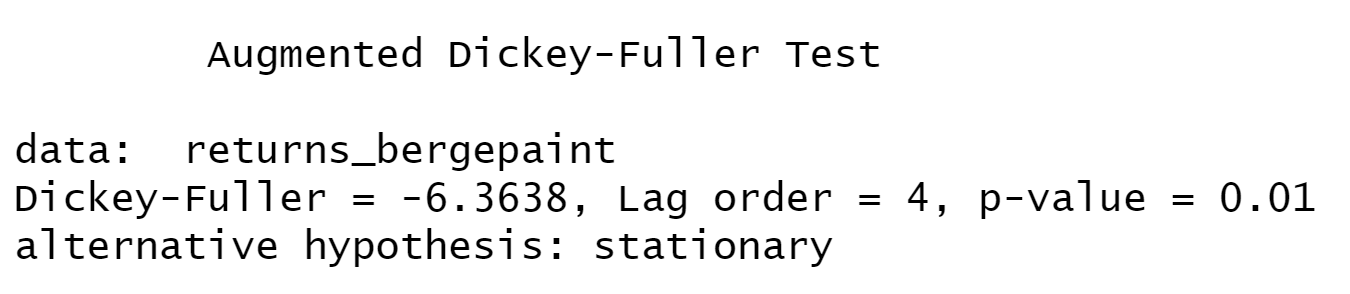 Augmented Dickey-Fuller Test
data:  returns_bergepaint
Dickey-Fuller = -6.3638, Lag order = 4, p-value = 0.01
alternative hypothesis: stationary